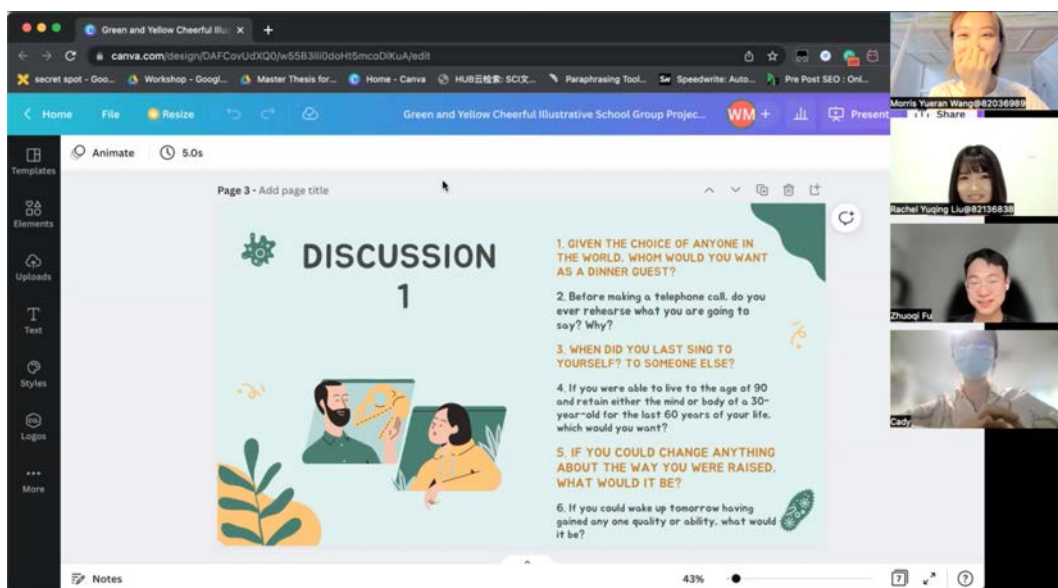 Green and Yellow Cheerful Illu
canva.com/design/DAFCovUdXQ0/w55B3Illi0doHt5mcoDiKuA/edit
secret spot - Goo...
Workshop - Googl...
Master Thesis for...
Home - Canva
HUB云检索: SCI文...
Paraphrasing Tool...
Speedwrite: Auto...
Pre Post SEO : Onl...
Home
File
Resize
Green and Yellow Cheerful Illustrative School Group Projec...
WM
Present
Share
Templates
Elements
Uploads
Text
Styles
Logos
More
Animate
5.0s
Page 3 - Add page title
DISCUSSION
1
1. GIVEN THE CHOICE OF ANYONE IN
THE WORLD, WHOM WOULD YOU WANT
AS A DINNER GUEST?
2. Before making a telephone call, do you
ever rehearse what you are going to
say? Why?
3. WHEN DID YOU LAST SING TO
YOURSELF? TO SOMEONE ELSE?
4. If you were able to live to the age of 90
and retain either the mind or body of a 30-
year-old for the last 60 years of your life,
which would you want?
5. IF YOU COULD CHANGE ANYTHING
ABOUT THE WAY YOU WERE RAISED,
WHAT WOULD IT BE?
6. If you could wake up tomorrow having
gained any one quality or ability, what would
it be?
Notes
43%
7
Morris Yueran Wang@82036989
Rachel Yuqing Liu@82136838
Zhuoqi Fu
Cady